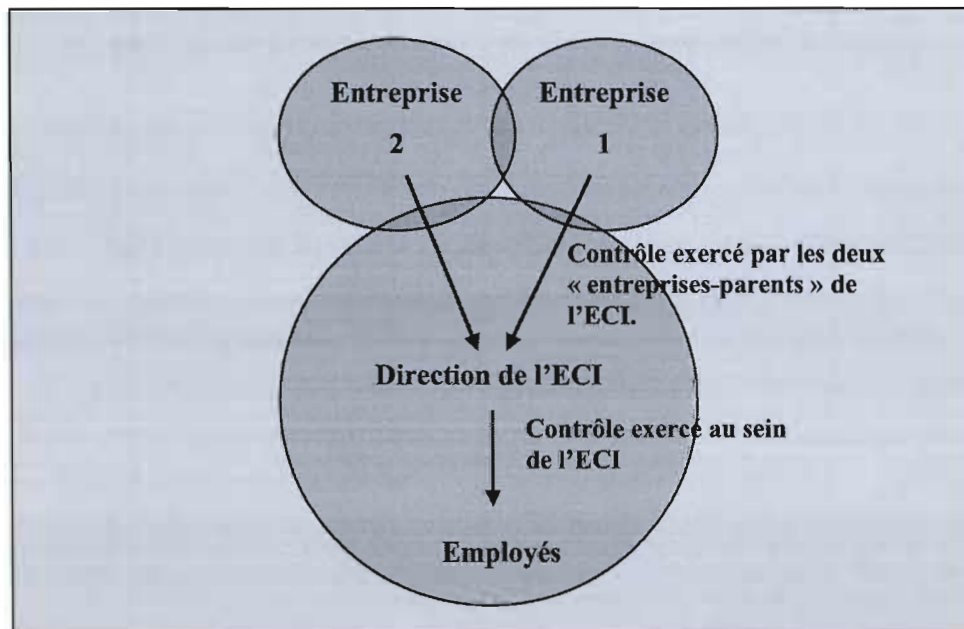 Entreprise
2
Entreprise
1
Contrôle exercé par les deux
« entreprises-parents » de
l’ECI.
Direction de l’ECI
Contrôle exercé au sein
de l’ECI
Employés